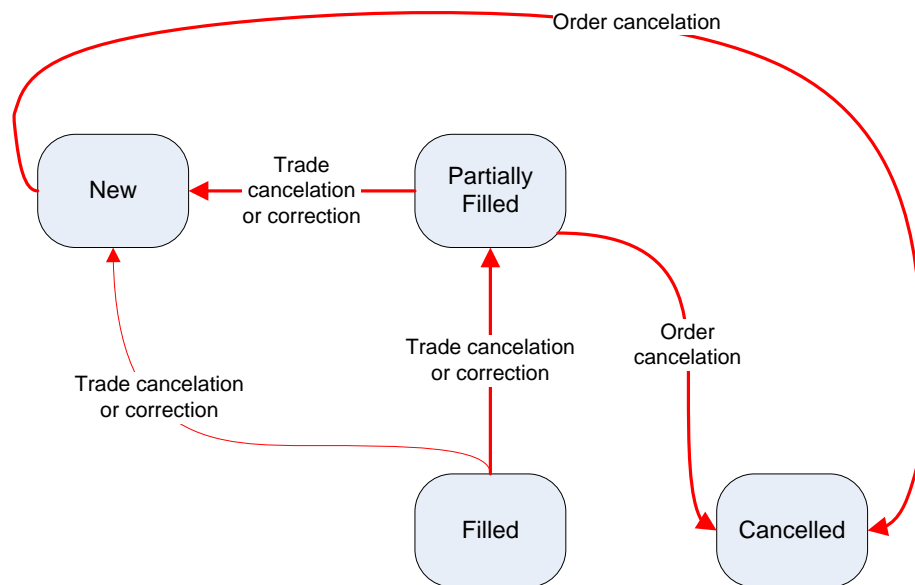 Order cancelation
New
Trade
cancelation
or correction
Partially
Filled
Trade cancelation
or correction
Trade cancelation
or correction
Order
cancelation
Filled
Cancelled